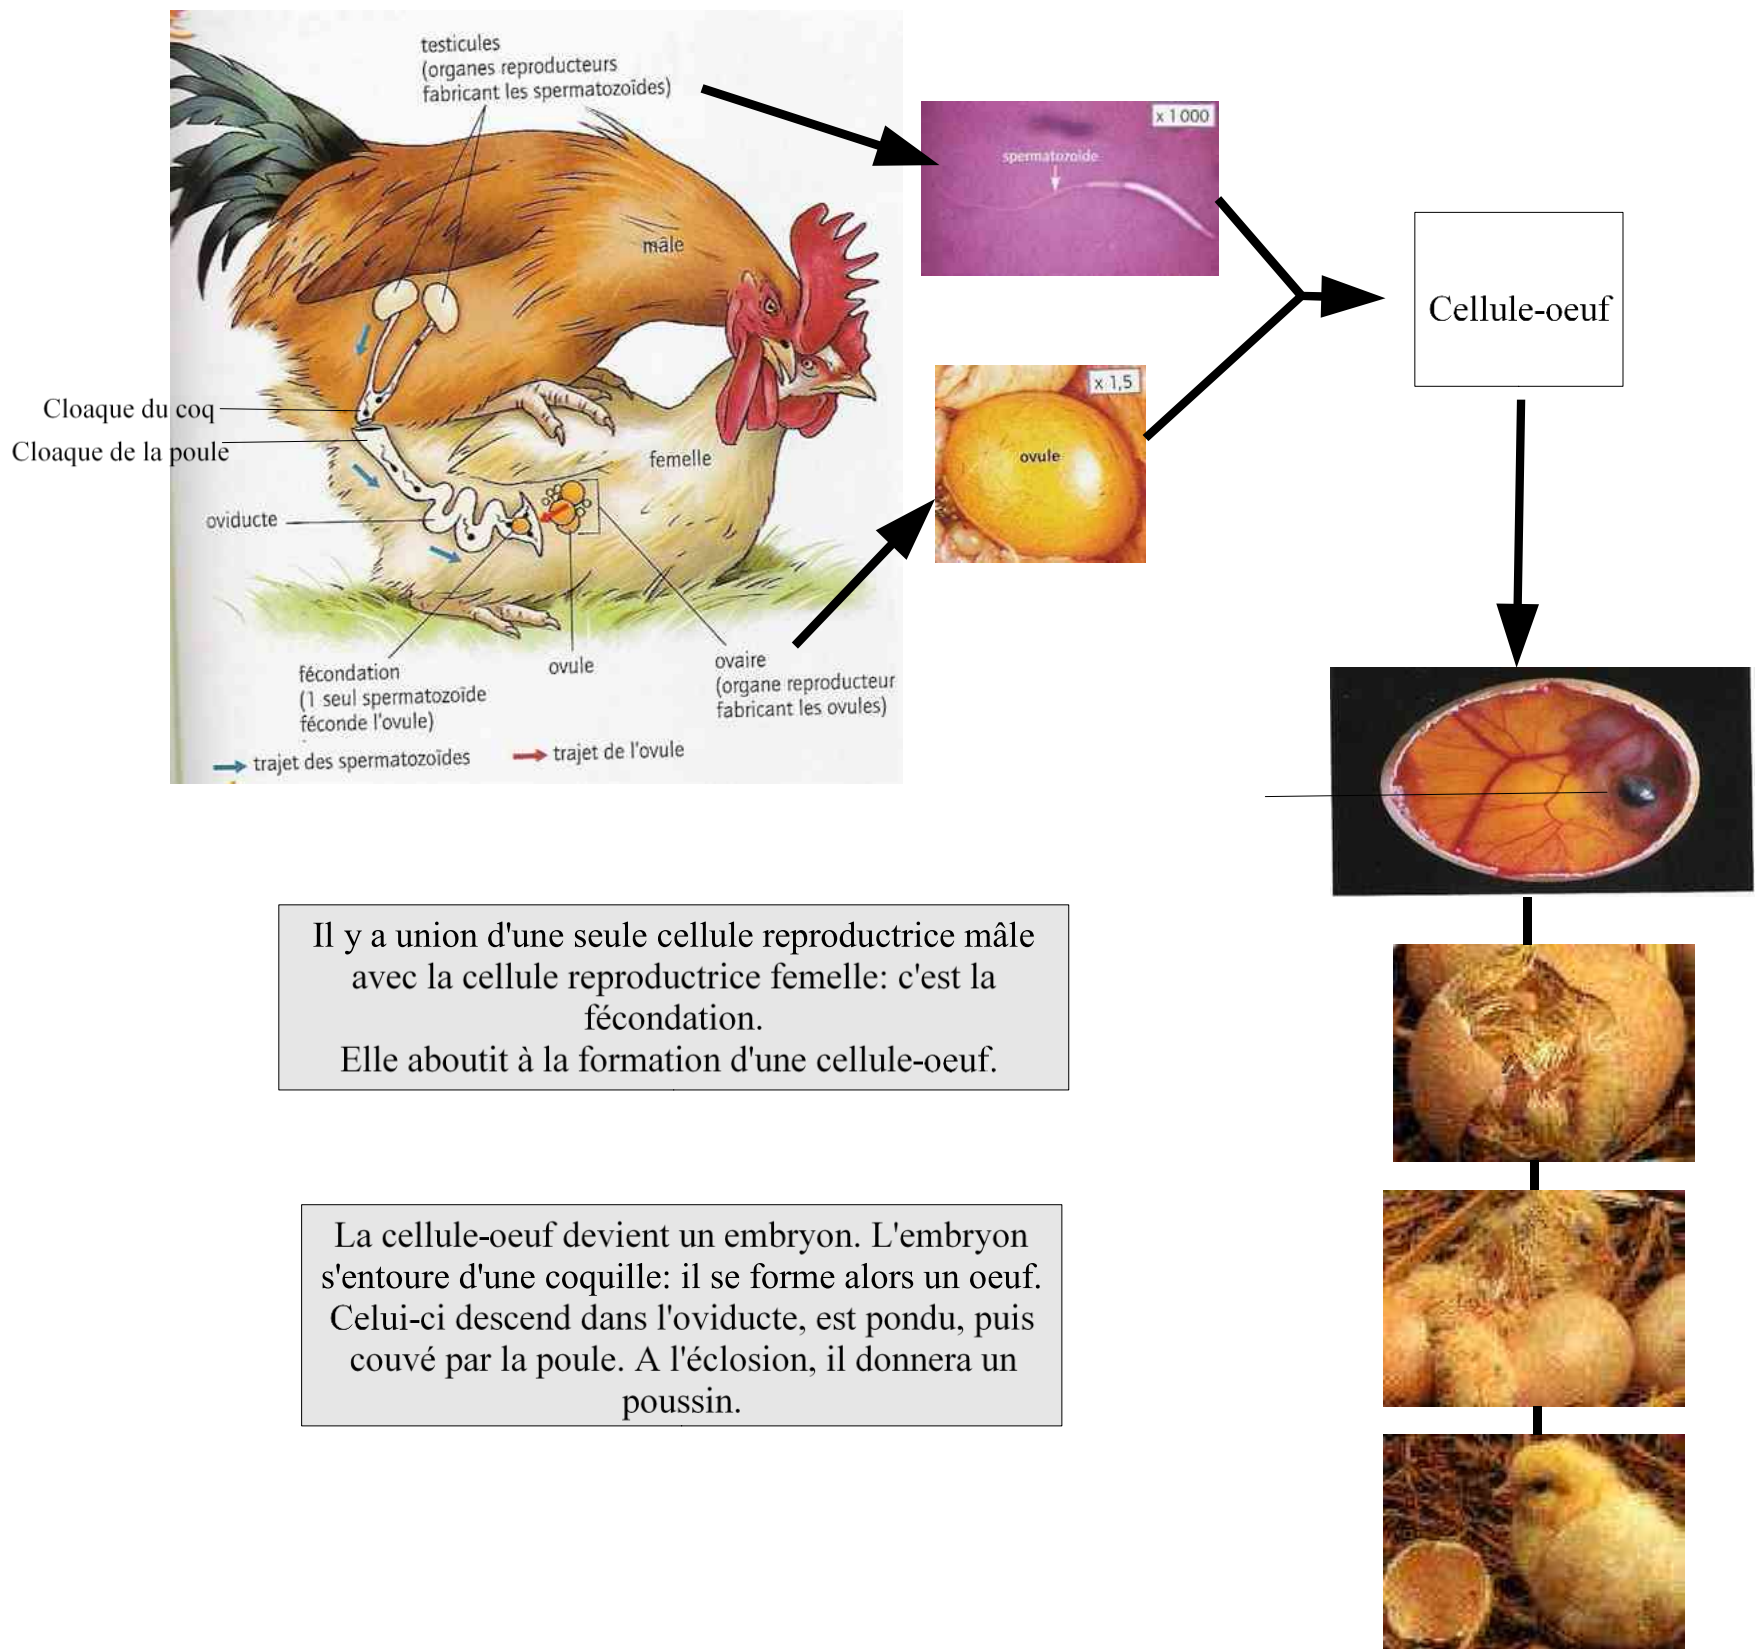 testicules
(organes reproducteurs
fabricant les spermatozoïdes)
x 1 000
spermatozoïde
mâle
Cellule-oeuf
x 1,5
Cloaque du coq
Cloaque de la poule
ovule
femelle
oviducte
fécondation
(1 seul spermatozoïde
féconde l'ovule)
ovule
ovaire
(organe reproducteur
fabricant les ovules)
trajet des spermatozoïdes
trajet de l'ovule
Il y a union d'une seule cellule reproductrice mâle
avec la cellule reproductrice femelle: c'est la
fécondation.
Elle aboutit à la formation d'une cellule-oeuf.
La cellule-oeuf devient un embryon. L'embryon
s'entoure d'une coquille: il se forme alors un oeuf.
Celui-ci descend dans l'oviducte, est pondu, puis
couvé par la poule. A l'éclosion, il donnera un
poussin.